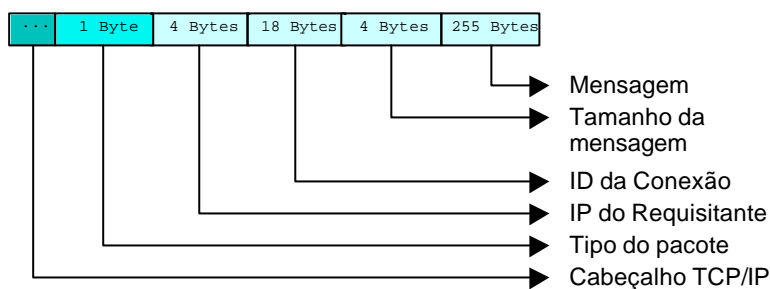 ... 1 Byte 4 Bytes 18 Bytes 4 Bytes 255 Bytes
Mensagem
Tamanho da
mensagem
ID da Conexão
IP do Requisitante
Tipo do pacote
Cabeçalho TCP/IP